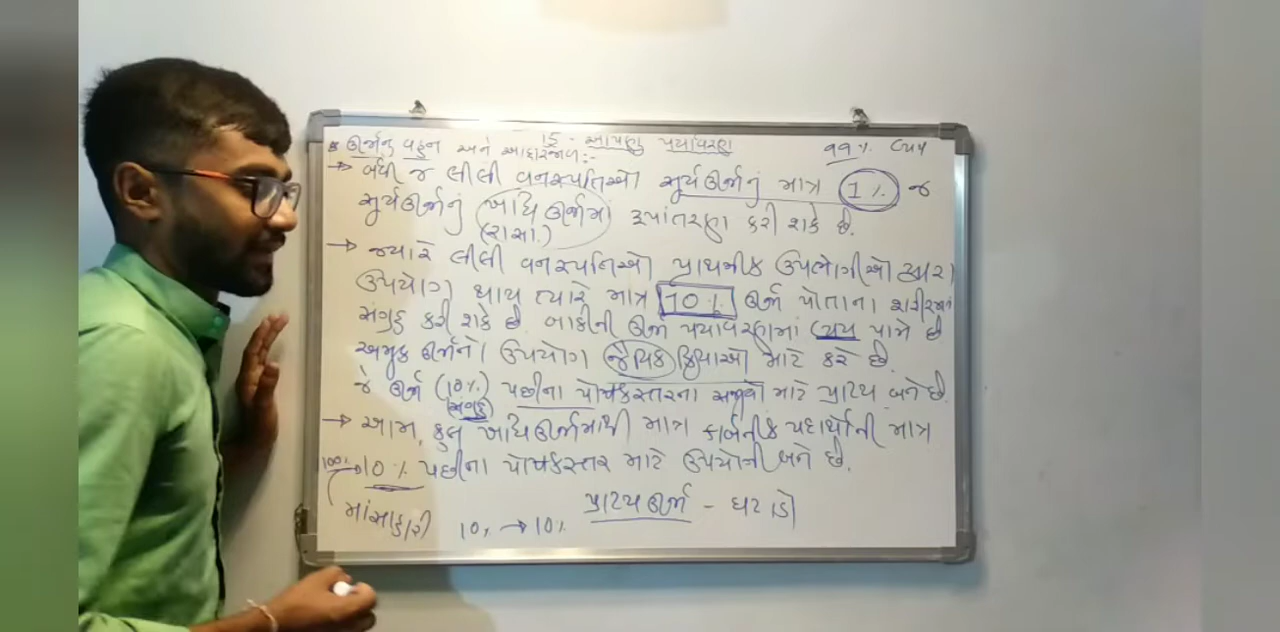 15 - આપણુ પર્યાવરણ
ઊર્જાનું વહન અને આહારજાળ :- 99% વ્યય
→ બધી જ લીલી વનસ્પતિઓ સૂર્યઊર્જાનું માત્ર 1% જ
સૂર્યઊર્જાનું ખાદ્ય ઊર્જામાં રૂપાંતરણ કરી શકે છે.
(રાસા.)
→ જ્યારે લીલી વનસ્પતિઓ પ્રાથમીક ઉપભોગીઓ દ્વારા
ઉપયોગ થાય ત્યારે માત્ર 10% ઊર્જા પોતાના શરીરમાં
સંગ્રહ કરી શકે છે. બાકીની ઊર્જા પર્યાવરણમાં વ્યય પામે છે
અમુક ઊર્જાનો ઉપયોગ જૈવિક ક્રિયાઓ માટે કરે છે.
જે ઊર્જા (10%) પછીના પોષકસ્તરના સજીવો માટે પ્રાપ્ય બને છે.
(સંગ્રહ)
→ આમ, કુલ ખાદ્યઊર્જામાંથી માત્ર કાર્બનીક પદાર્થોની માત્ર
100% → 10% પછીના પોષકસ્તર માટે ઉપયોગી બને છે.
પ્રાપ્ય ઊર્જા - ઘટાડો
માંસાહારી 10% → 10%